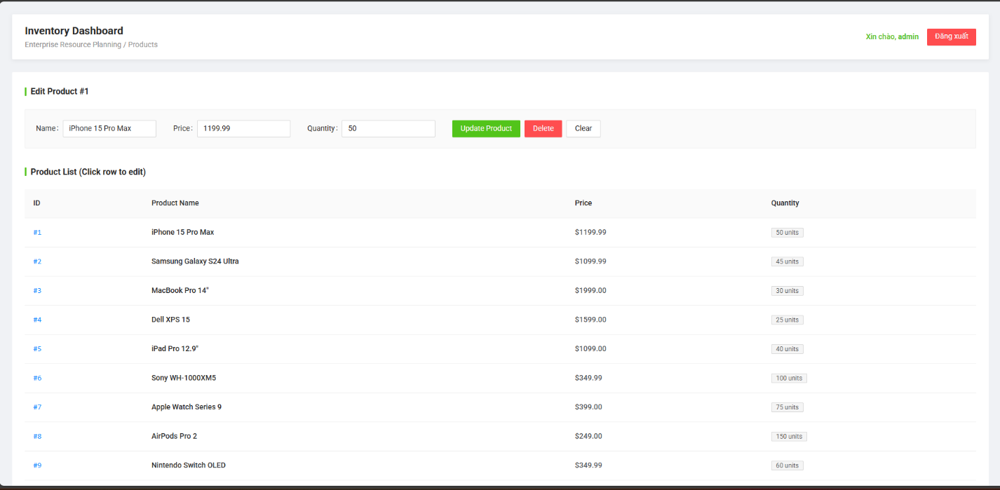 Inventory Dashboard
Enterprise Resource Planning / Products
Xin chào, admin Đăng xuất
Edit Product #1
Name: iPhone 15 Pro Max Price: 1199.99 Quantity: 50 Update Product Delete Clear
Product List (Click row to edit)
ID Product Name Price Quantity
#1 iPhone 15 Pro Max $1199.99 50 units
#2 Samsung Galaxy S24 Ultra $1099.99 45 units
#3 MacBook Pro 14" $1999.00 30 units
#4 Dell XPS 15 $1599.00 25 units
#5 iPad Pro 12.9" $1099.00 40 units
#6 Sony WH-1000XM5 $349.99 100 units
#7 Apple Watch Series 9 $399.00 75 units
#8 AirPods Pro 2 $249.00 150 units
#9 Nintendo Switch OLED $349.99 60 units